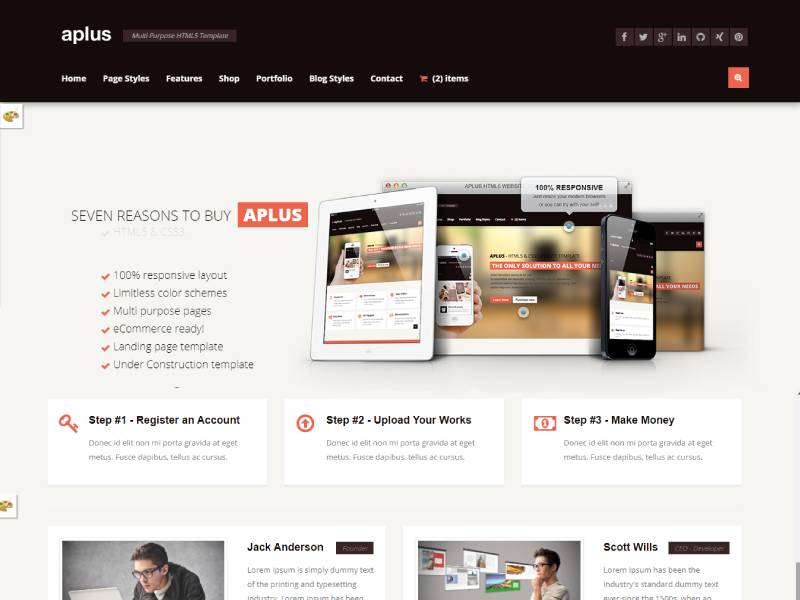 aplus
Multi Purpose HTML5 Template
Home
Page Styles
Features
Shop
Portfolio
Blog Styles
Contact
(2) items
SEVEN REASONS TO BUY APLUS
HTML5 & CSS3
100% responsive layout
Limitless color schemes
Multi purpose pages
eCommerce ready!
Landing page template
Under Construction template
APLUS HTML5 WEBSITE
100% RESPONSIVE
Just resize your modern browsers
or you can try with your self!
THE ONLY SOLUTION TO ALL YOUR NE
Step #1 - Register an Account
Donec id elit non mi porta gravida at eget
metus. Fusce dapibus, tellus ac cursus.
Step #2 - Upload Your Works
Donec id elit non mi porta gravida at eget
metus. Fusce dapibus, tellus ac cursus.
Step #3 - Make Money
Donec id elit non mi porta gravida at eget
metus. Fusce dapibus, tellus ac cursus.
Jack Anderson
Founder
Lorem Ipsum is simply dummy text
of the printing and typesetting
industry. Lorem Ipsum has been
Scott Wills
CEO - Developer
Lorem Ipsum has been the
industry's standard dummy text
ever since the 1500s, when an